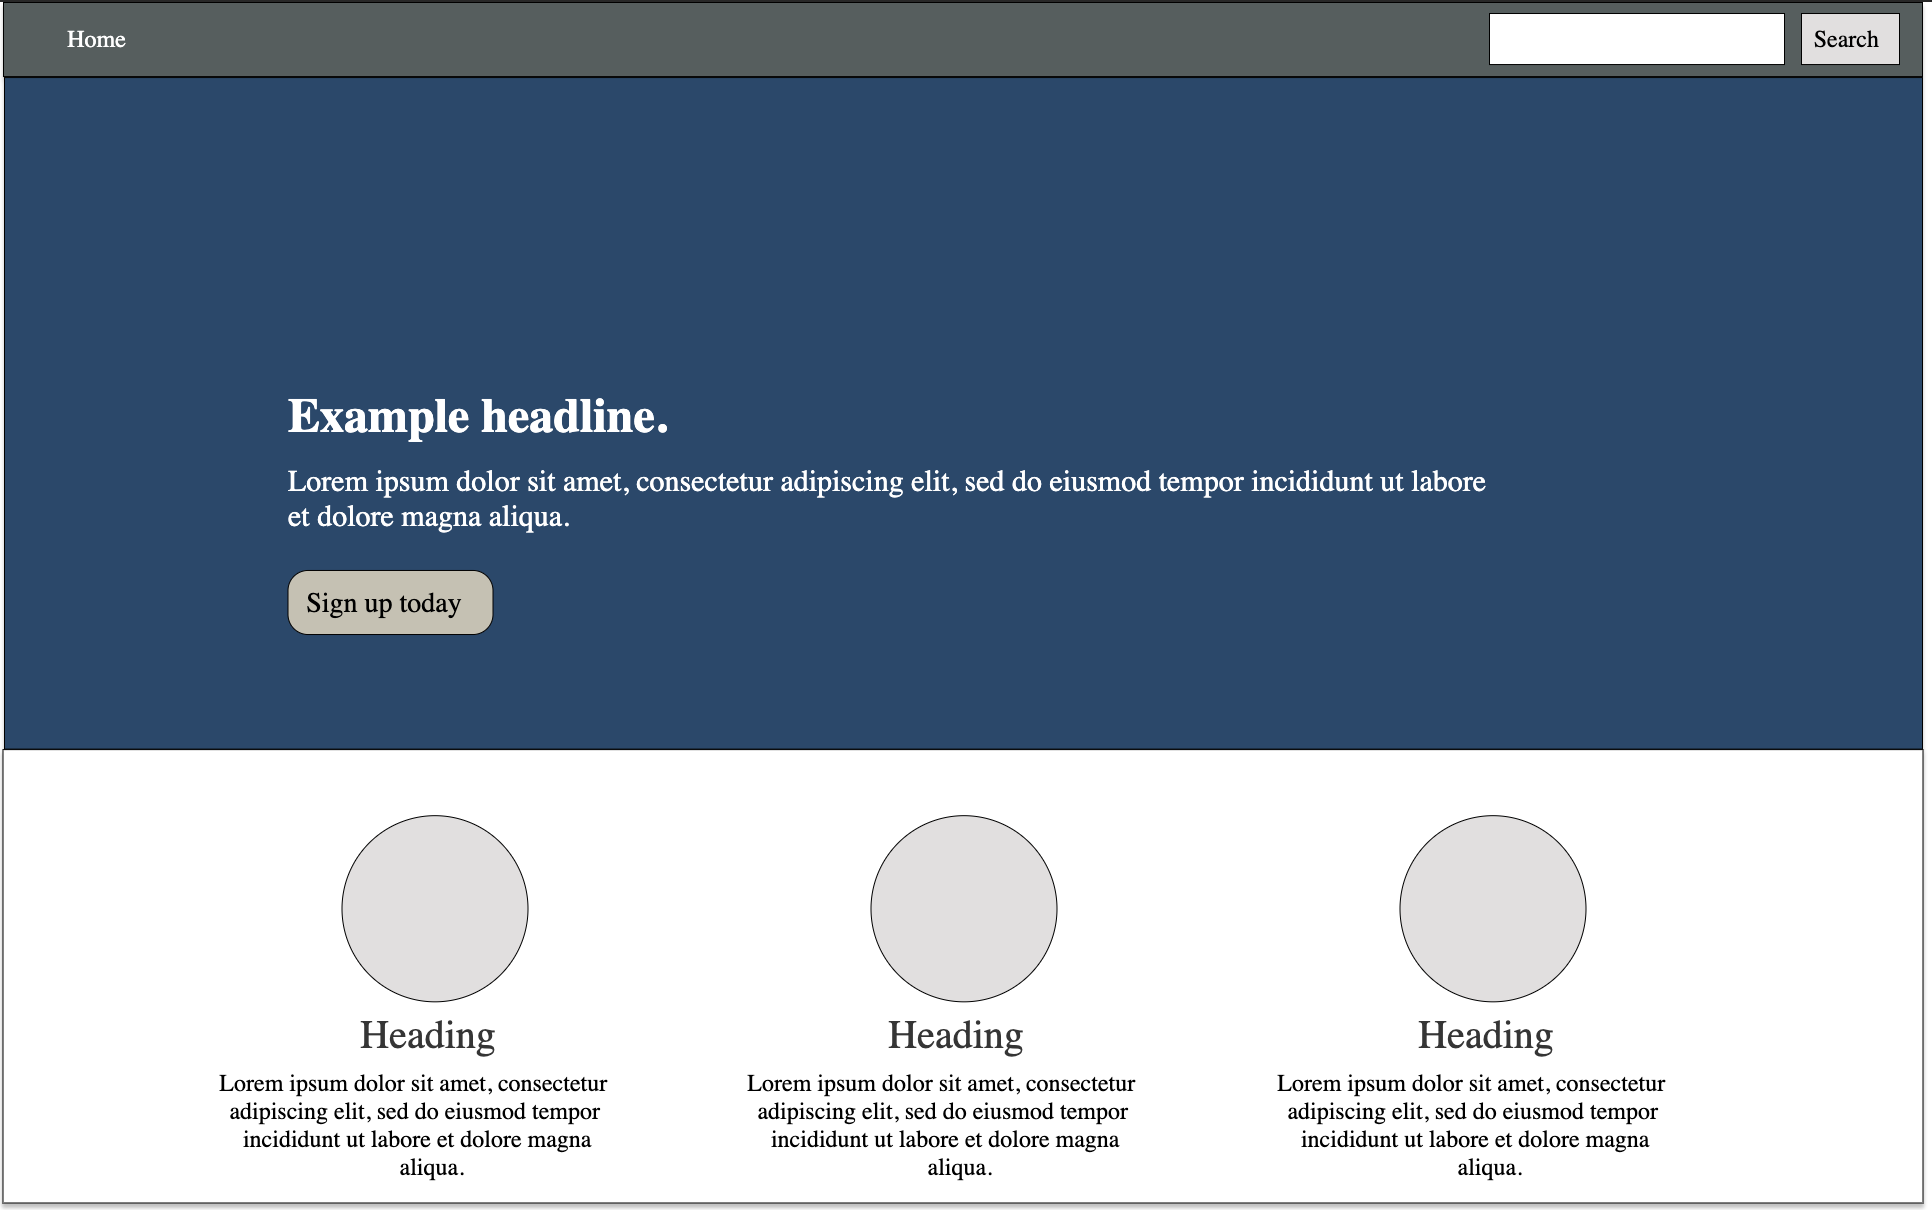 Home
Search
Example headline.
Lorem ipsum dolor sit amet, consectetur adipiscing elit, sed do eiusmod tempor incididunt ut labore
et dolore magna aliqua.
Sign up today
Heading
Lorem ipsum dolor sit amet, consectetur
adipiscing elit, sed do eiusmod tempor
incididunt ut labore et dolore magna
aliqua.
Heading
Lorem ipsum dolor sit amet, consectetur
adipiscing elit, sed do eiusmod tempor
incididunt ut labore et dolore magna
aliqua.
Heading
Lorem ipsum dolor sit amet, consectetur
adipiscing elit, sed do eiusmod tempor
incididunt ut labore et dolore magna
aliqua.